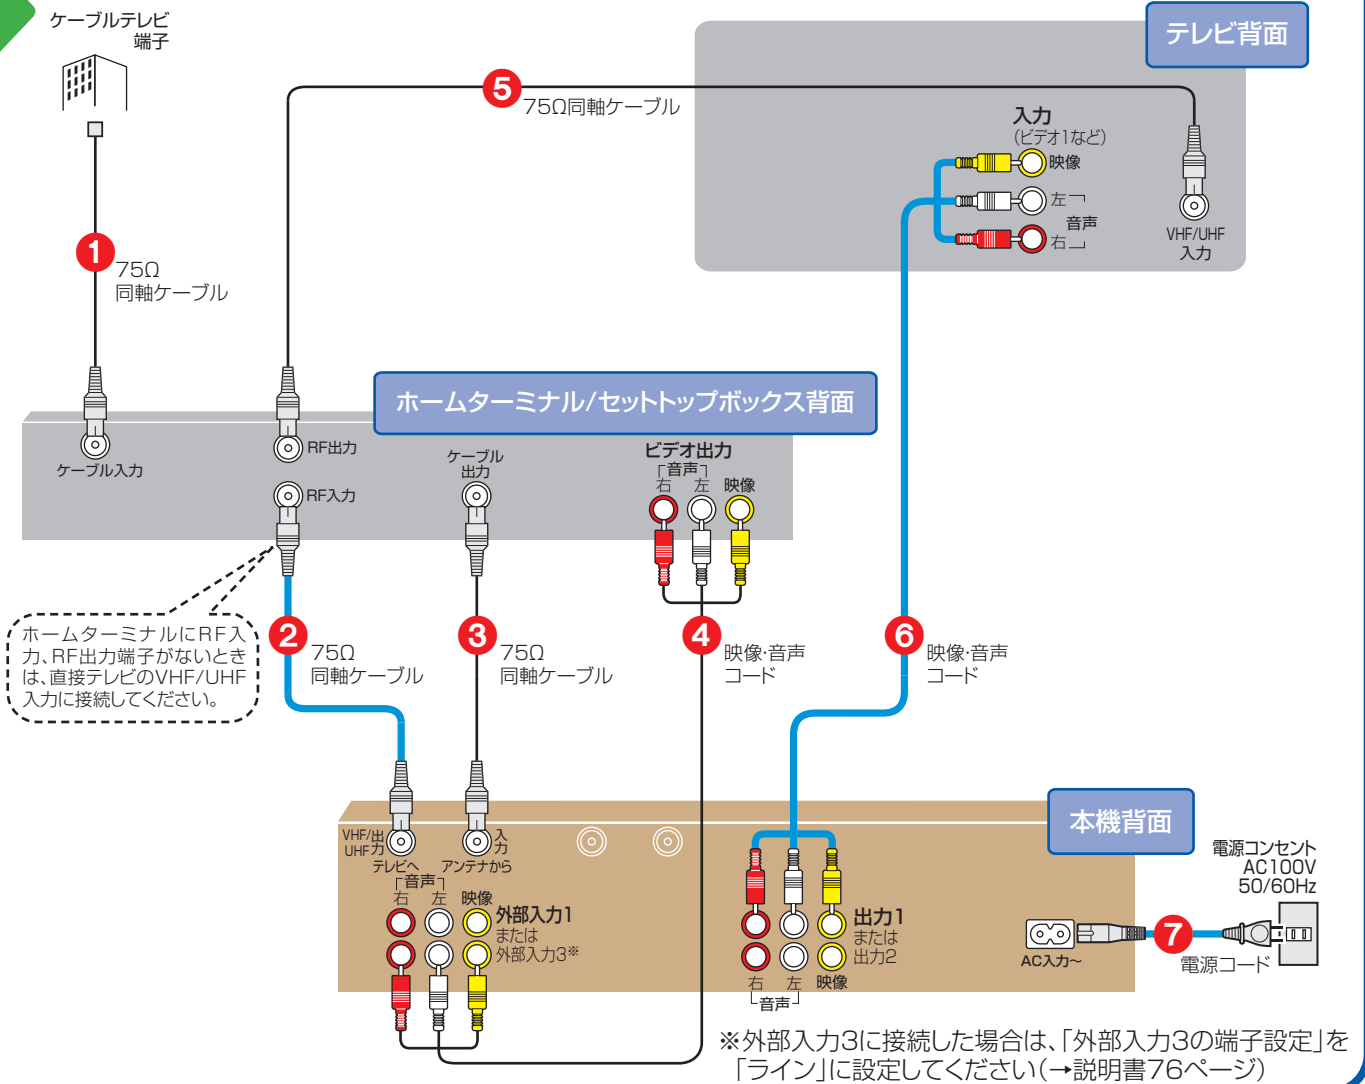 ケーブルテレビ
端子
テレビ背面
❺
75Ω同軸ケーブル
入力
(ビデオ1など)
映像
左
音声
右
VHF/UHF
入力
❶
75Ω
同軸ケーブル
ホームターミナル/セットトップボックス背面
ケーブル入力
RF出力
RF入力
ケーブル
出力
ビデオ出力
音声
右 左 映像
ホームターミナルにRF入
力、RF出力端子がないとき
は、直接テレビのVHF/UHF
入力に接続してください。
❷
75Ω
同軸ケーブル
❸
75Ω
同軸ケーブル
❹
映像・音声
コード
❻
映像・音声
コード
本機背面
VHF/
UHF
出力
テレビへ
入力
アンテナから
音声
右 左 映像
外部入力1
または
外部入力3※
出力1
または
出力2
右 左 映像
音声
電源コンセント
AC100V
50/60Hz
AC入力~
❼
電源コード
※外部入力3に接続した場合は、「外部入力3の端子設定」を
「ライン」に設定してください(→説明書76ページ)